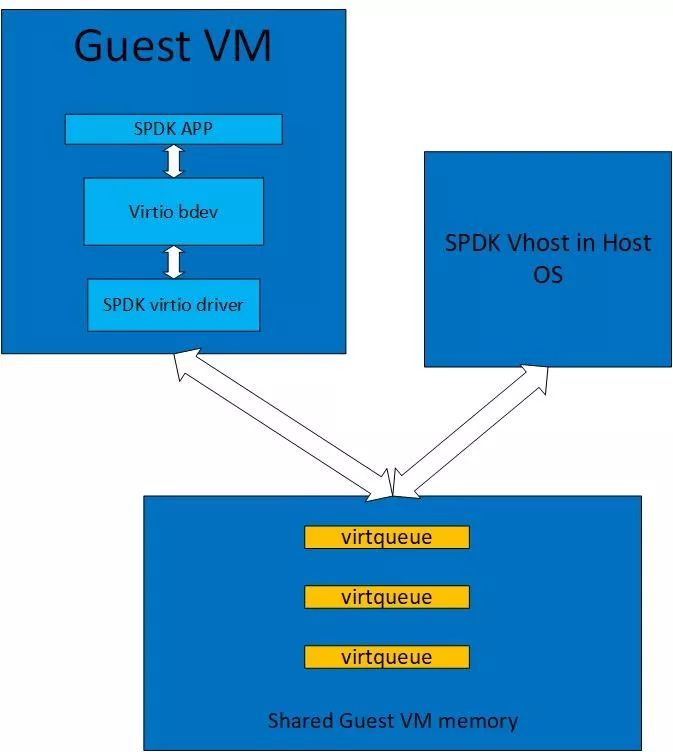 Guest VM
SPDK APP
Virtio bdev
SPDK virtio driver
SPDK Vhost in Host
OS
virtqueue
virtqueue
virtqueue
Shared Guest VM memory